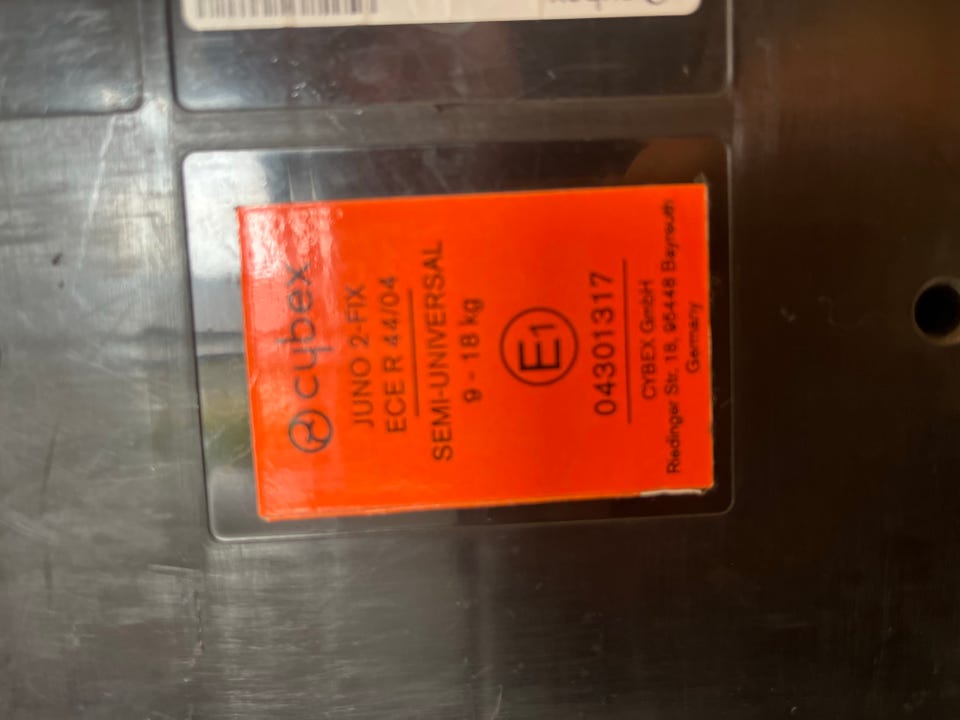 cybex
JUNO 2-FIX
ECE R 44/04
SEMI-UNIVERSAL
9 - 18 kg
E1
04301317
CYBEX GmbH
Riedinger Str. 18, 95448 Bayreuth
Germany